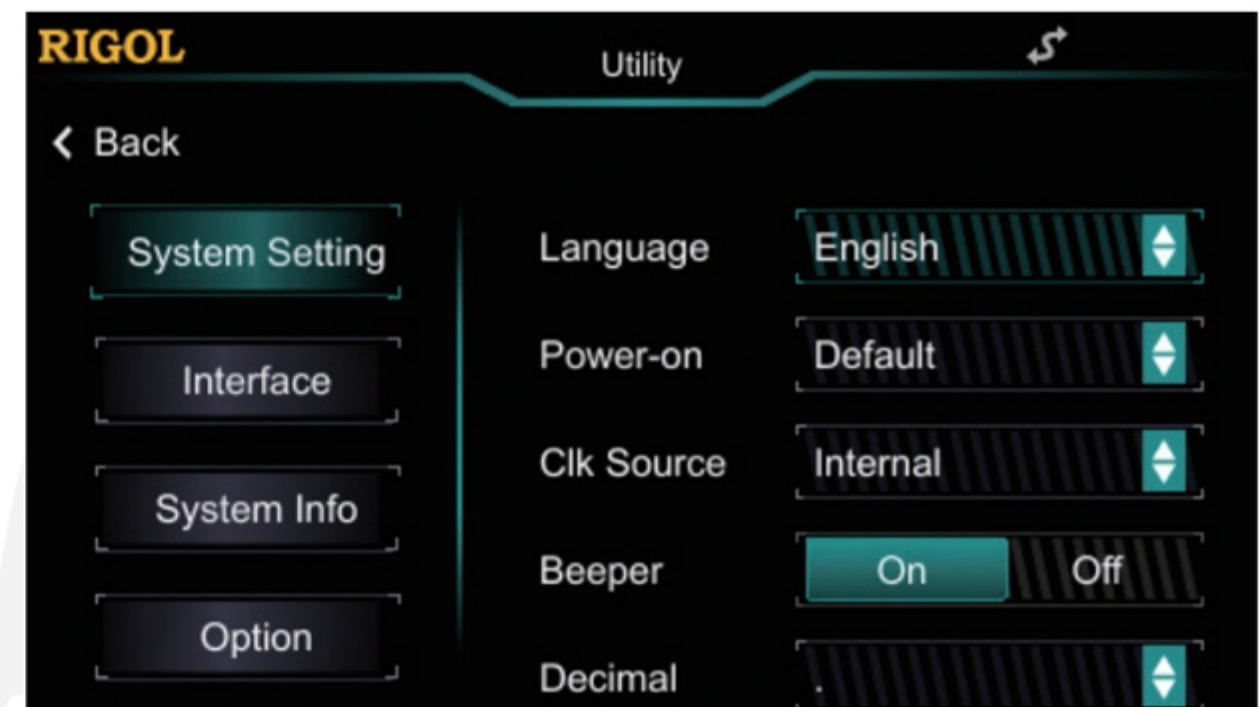 RIGOL
Utility
Back
System Setting
Interface
System Info
Option
Language English
Power-on Default
Clk Source Internal
Beeper On Off
Decimal .